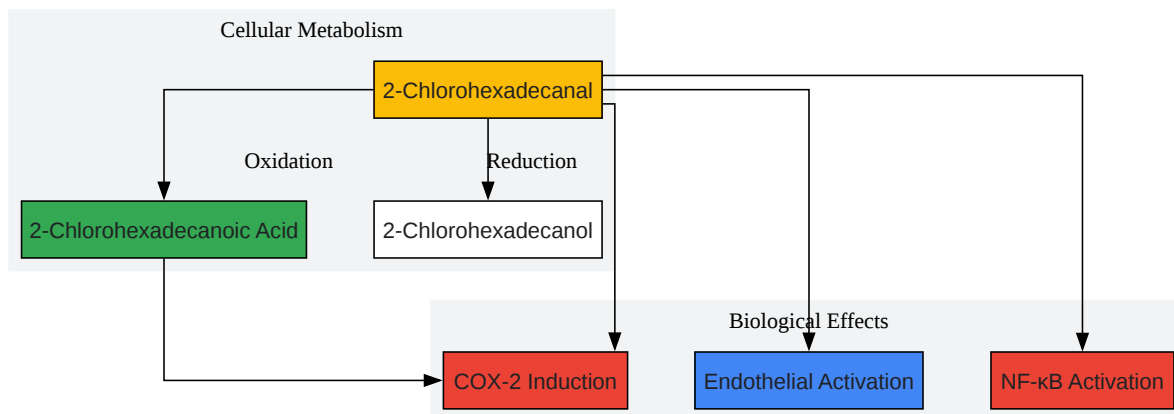 Cellular Metabolism
2-Chlorohexadecanal
Oxidation
Reduction
2-Chlorohexadecanoic Acid
2-Chlorohexadecanol
Biological Effects
COX-2 Induction
Endothelial Activation
NF-κB Activation